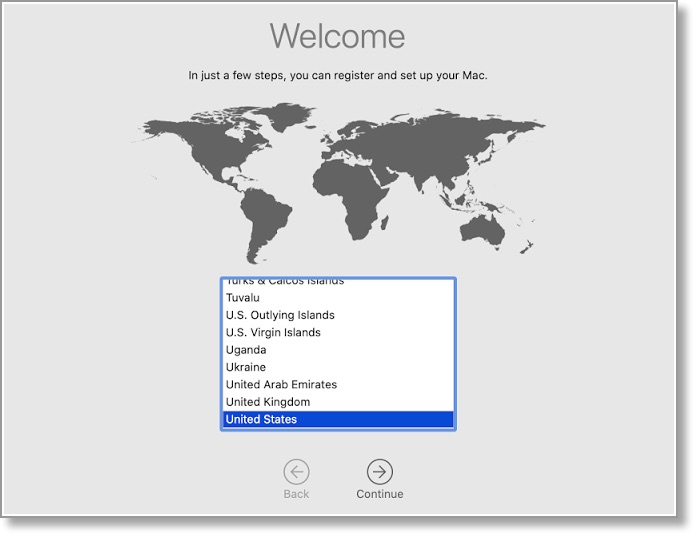 Welcome
In just a few steps, you can register and set up your Mac.
Turks & Caicos Islands
Tuvalu
U.S. Outlying Islands
U.S. Virgin Islands
Uganda
Ukraine
United Arab Emirates
United Kingdom
United States
Back
Continue